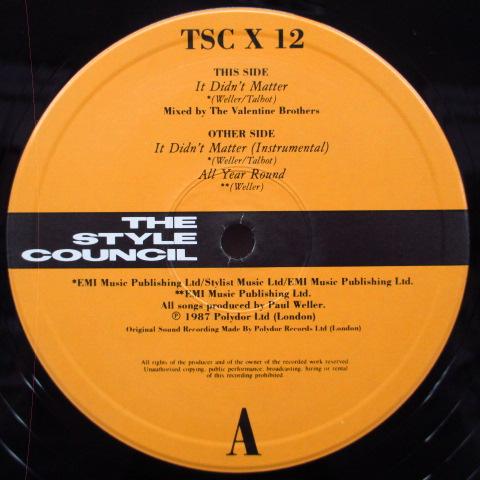 TSC X 12
THIS SIDE
It Didn't Matter
*(Weller/Talbot)
Mixed by The Valentine Brothers
OTHER SIDE
It Didn't Matter (Instrumental)
*(Weller/Talbot)
All Year Round
**(Weller)
THE
STYLE
COUNCIL
*EMI Music Publishing Ltd/Stylist Music Ltd/EMI Music Publishing Ltd.
**EMI Music Publishing Ltd.
All songs produced by Paul Weller.
℗ 1987 Polydor Ltd (London)
Original Sound Recording Made By Polydor Records Ltd (London)
All rights of the producer and of the owner of the recorded work reserved.
Unauthorised copying, public performance, broadcasting, hiring or rental
of this recording prohibited.
A